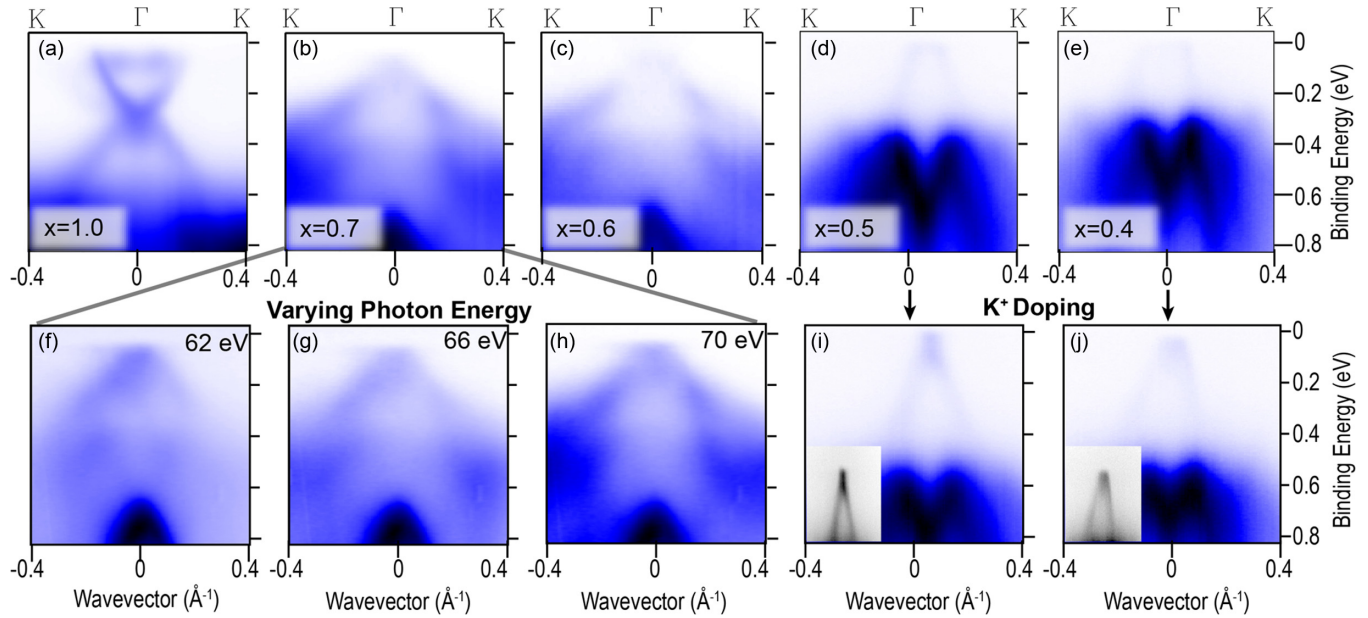 K Γ K K Γ K K Γ K K Γ K K Γ K
(a) (b) (c) (d) (e)
0
0.2
0.4
0.6
0.8
Binding Energy (eV)
x=1.0 x=0.7 x=0.6 x=0.5 x=0.4
-0.4 0 0.4 -0.4 0 0.4 -0.4 0 0.4 -0.4 0 0.4 -0.4 0 0.4
Varying Photon Energy K⁺ Doping
(f) 62 eV (g) 66 eV (h) 70 eV (i) (j)
0
0.2
0.4
0.6
0.8
Binding Energy (eV)
-0.4 0 0.4 -0.4 0 0.4 -0.4 0 0.4 -0.4 0 0.4 -0.4 0 0.4
Wavevector (Å⁻¹) Wavevector (Å⁻¹) Wavevector (Å⁻¹) Wavevector (Å⁻¹) Wavevector (Å⁻¹)